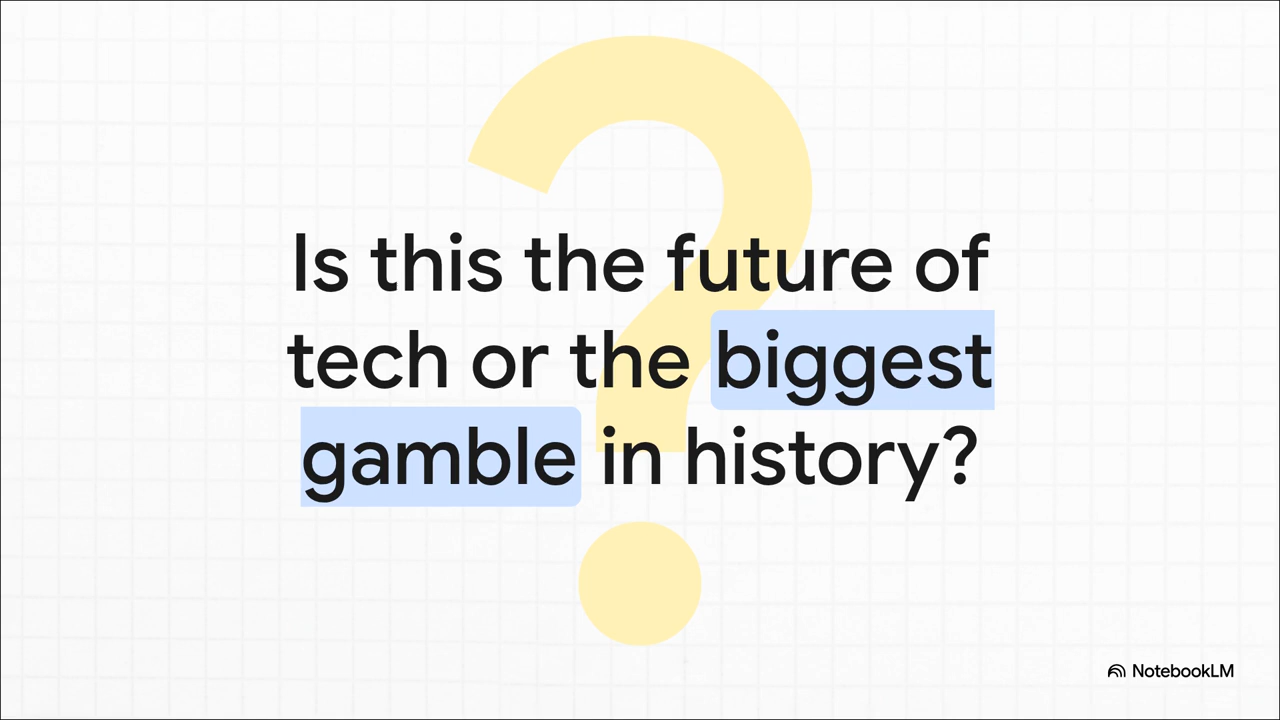 Is this the future of
tech or the biggest
gamble in history?
NotebookLM